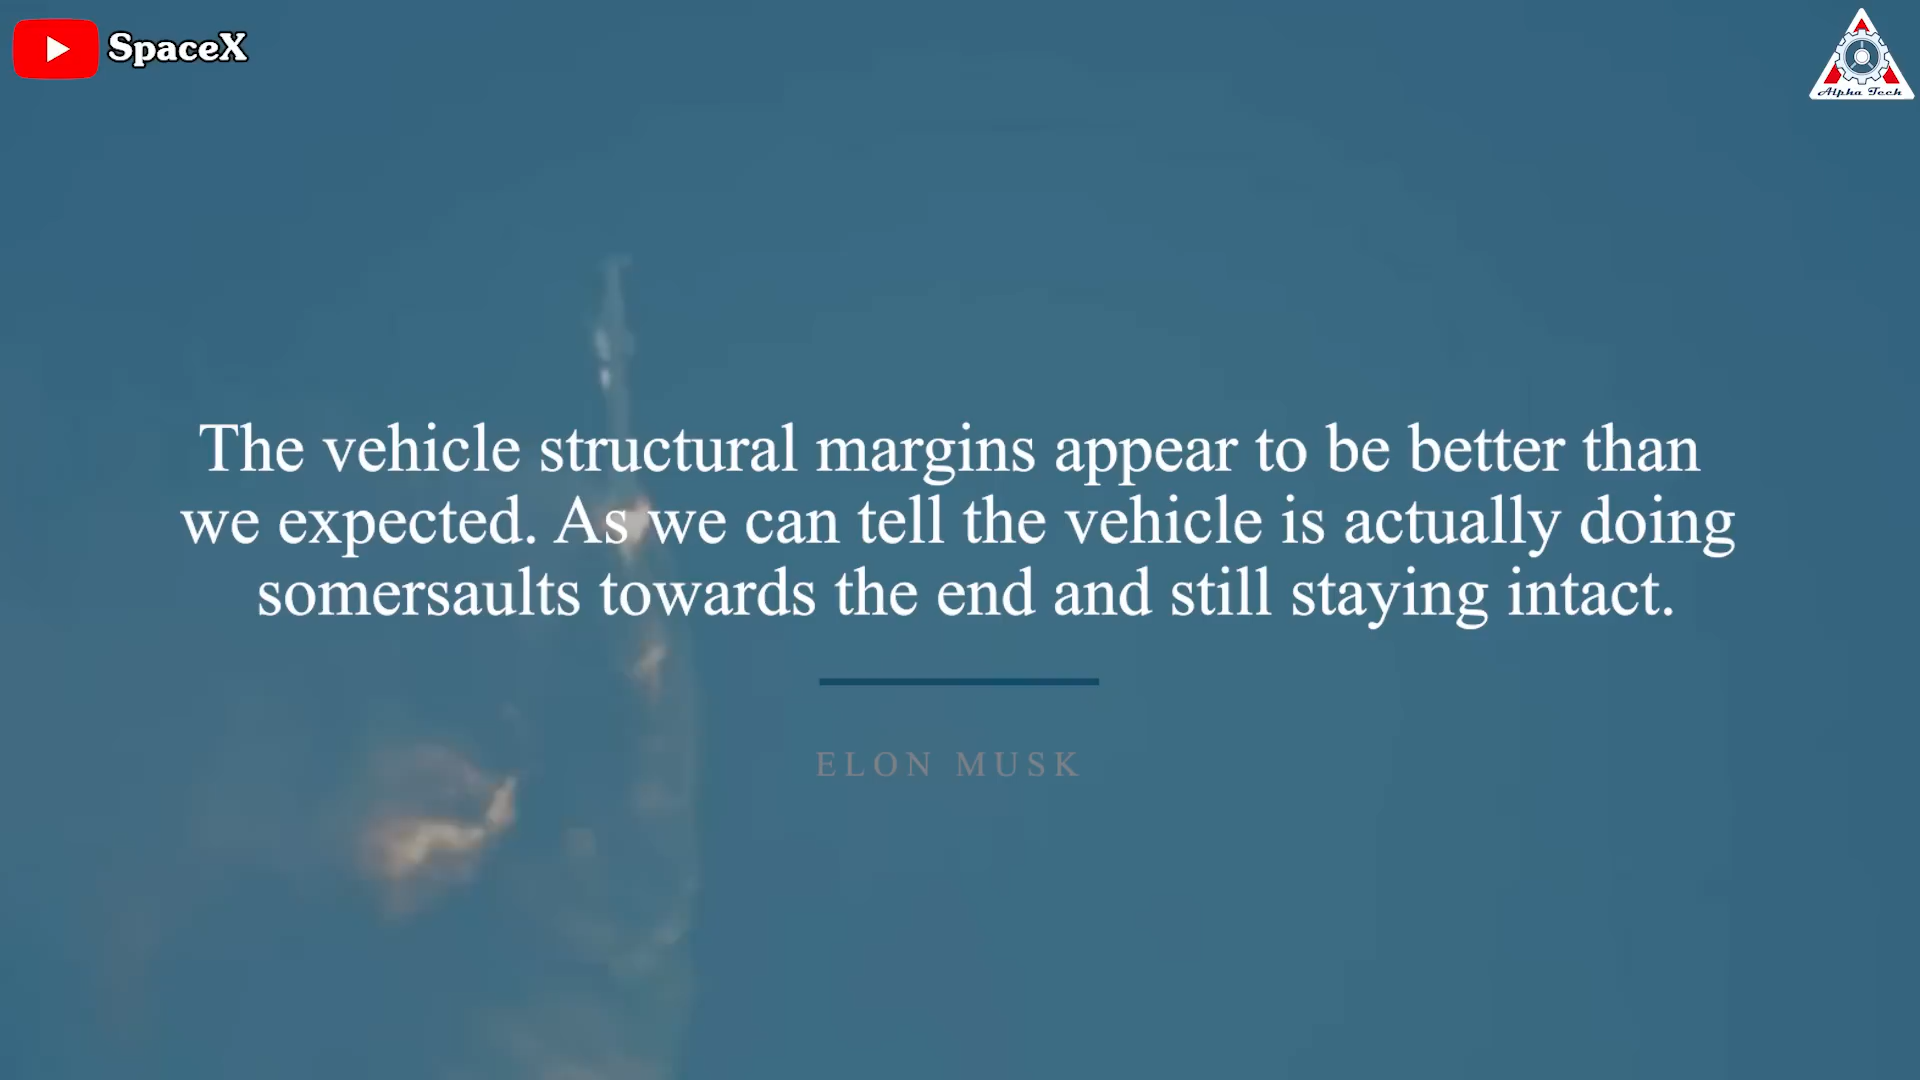 SpaceX
Alpha Tech
The vehicle structural margins appear to be better than
we expected. As we can tell the vehicle is actually doing
somersaults towards the end and still staying intact.
ELON MUSK